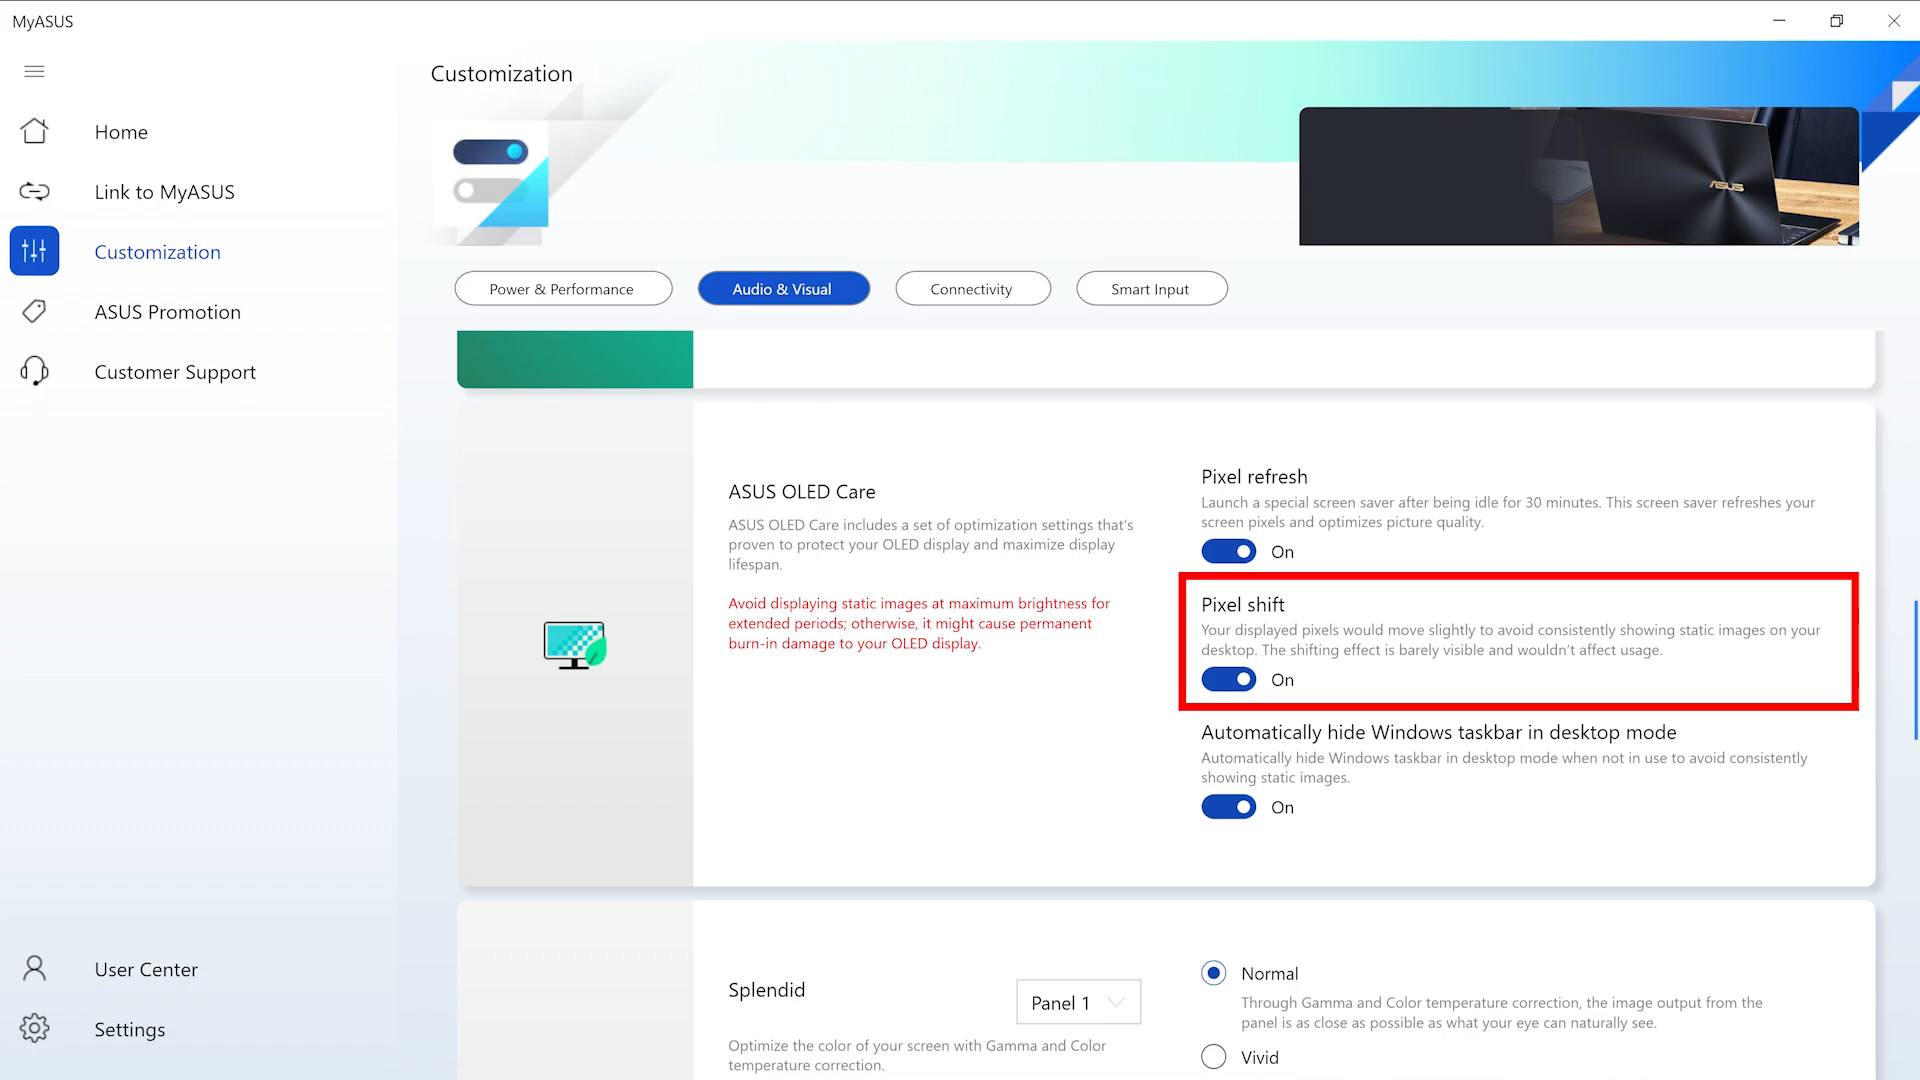 MyASUS
Customization
Home
Link to MyASUS
Customization
ASUS Promotion
Customer Support
User Center
Settings
ASUS
Power & Performance
Audio & Visual
Connectivity
Smart Input
ASUS OLED Care
ASUS OLED Care includes a set of optimization settings that's
proven to protect your OLED display and maximize display
lifespan.
Avoid displaying static images at maximum brightness for
extended periods; otherwise, it might cause permanent
burn-in damage to your OLED display.
Pixel refresh
Launch a special screen saver after being idle for 30 minutes. This screen saver refreshes your
screen pixels and optimizes picture quality.
On
Pixel shift
Your displayed pixels would move slightly to avoid consistently showing static images on your
desktop. The shifting effect is barely visible and wouldn't affect usage.
On
Automatically hide Windows taskbar in desktop mode
Automatically hide Windows taskbar in desktop mode when not in use to avoid consistently
showing static images.
On
Splendid
Panel 1
Optimize the color of your screen with Gamma and Color
temperature correction.
Normal
Through Gamma and Color temperature correction, the image output from the
panel is as close as possible as what your eye can naturally see.
Vivid